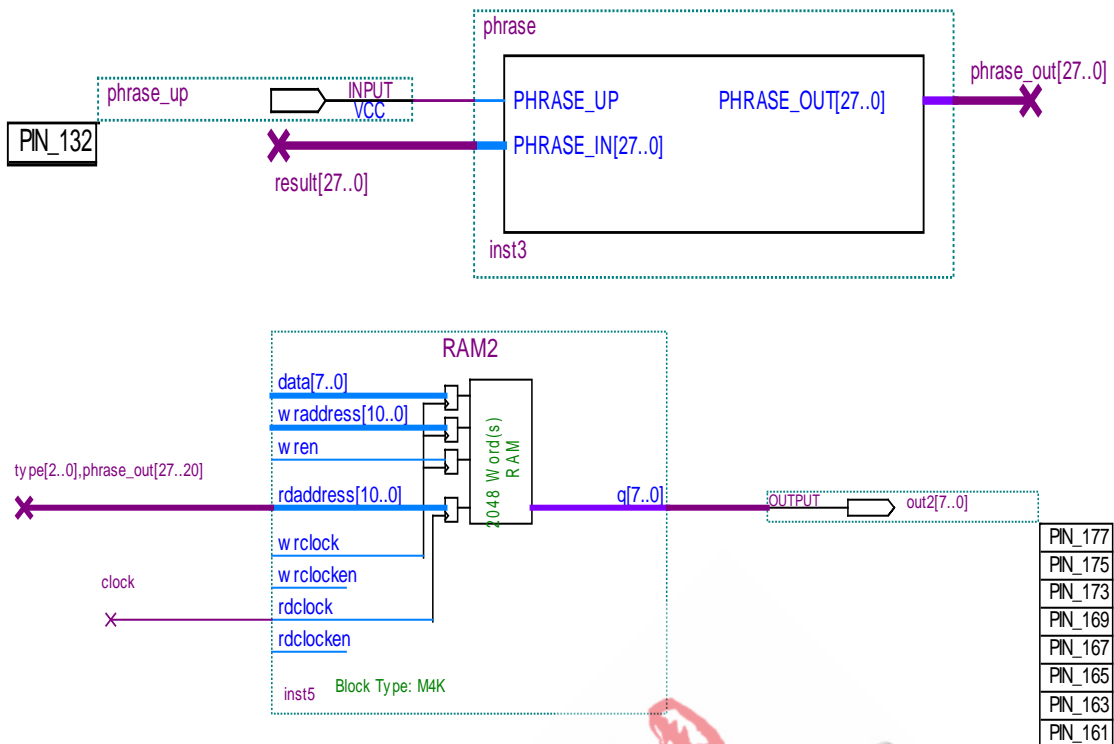 phrase
phrase_up
INPUT
VCC
PIN_132
PHRASE_UP
PHRASE_OUT[27..0]
phrase_out[27..0]
PHRASE_IN[27..0]
result[27..0]
inst3
RAM2
data[7..0]
wraddress[10..0]
wren
type[2..0],phrase_out[27..20]
rdaddress[10..0]
2048 Word(s)
RAM
q[7..0]
OUTPUT
out2[7..0]
wrclock
wrclocken
clock
rdclock
rdclocken
inst5
Block Type: M4K
PIN_177
PIN_175
PIN_173
PIN_169
PIN_167
PIN_165
PIN_163
PIN_161